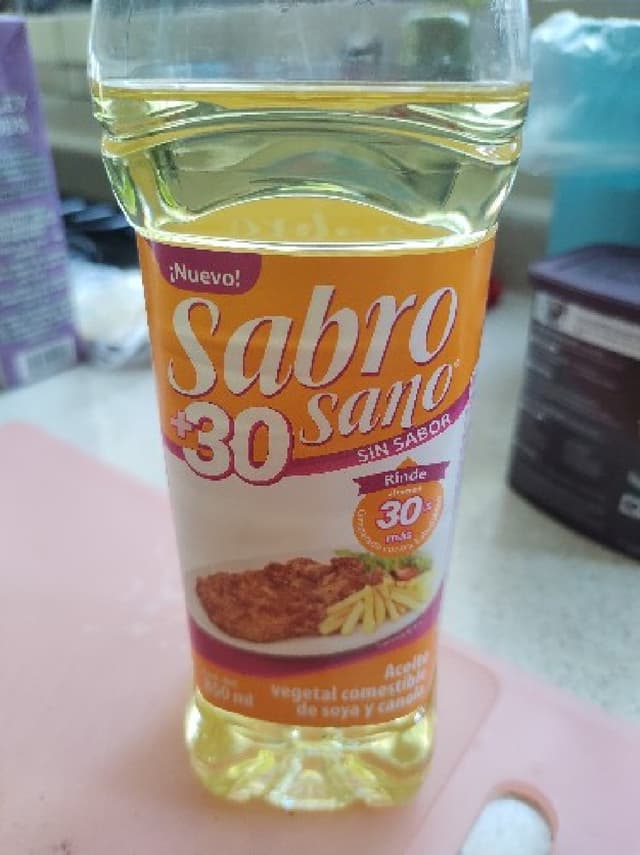 ¡Nuevo!
Sabro
sano
+30
SIN SABOR
Rinde
30
más
Aceite
vegetal comestible
de soya y canola